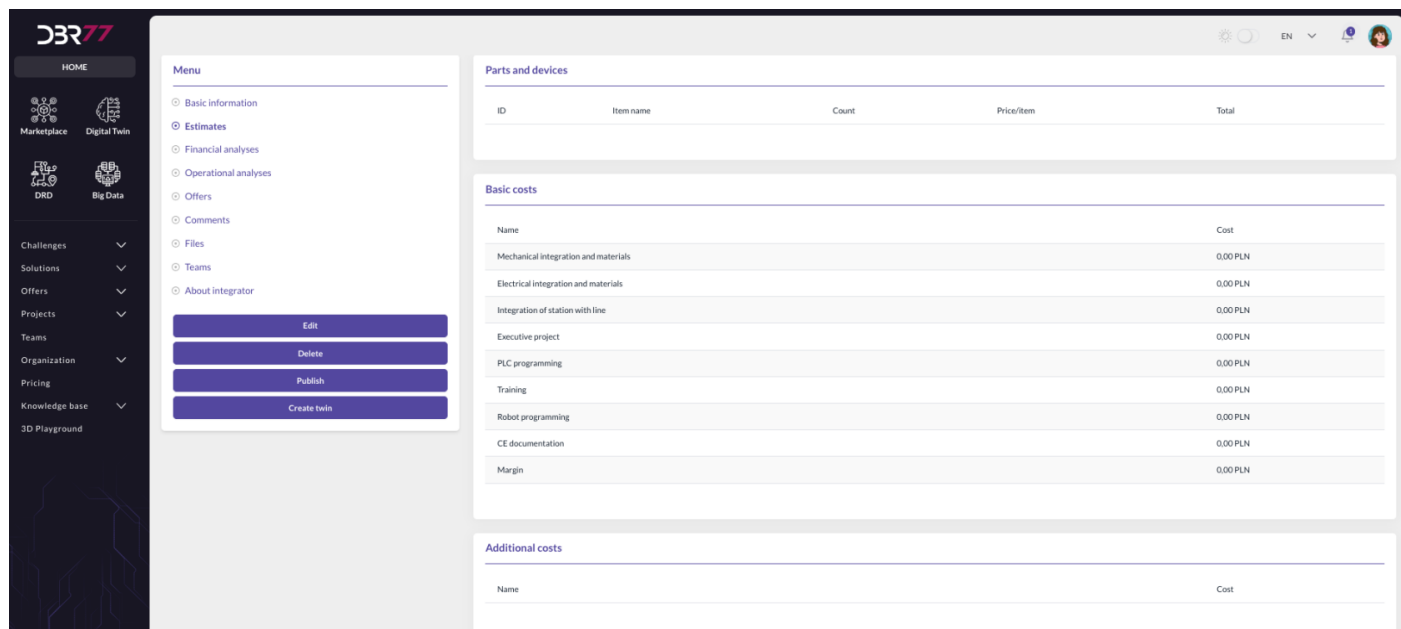 DBR77
HOME
Marketplace
Digital Twin
DRD
Big Data
Challenges
Solutions
Offers
Projects
Teams
Organization
Pricing
Knowledge base
3D Playground
EN
Menu
Basic information
Estimates
Financial analyses
Operational analyses
Offers
Comments
Files
Teams
About integrator
Edit
Delete
Publish
Create twin
Parts and devices
ID Item name Count Price/item Total
Basic costs
Name Cost
Mechanical integration and materials 0,00 PLN
Electrical integration and materials 0,00 PLN
Integration of station with line 0,00 PLN
Executive project 0,00 PLN
PLC programming 0,00 PLN
Training 0,00 PLN
Robot programming 0,00 PLN
CE documentation 0,00 PLN
Margin 0,00 PLN
Additional costs
Name Cost